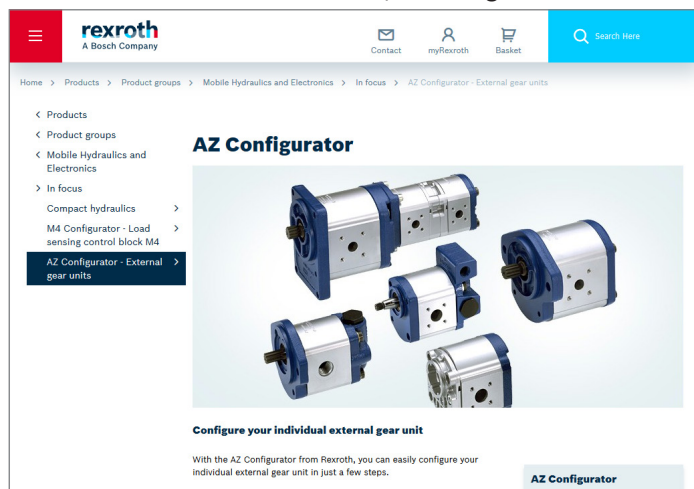 rexroth
A Bosch Company
Contact
myRexroth
Basket
Search Here
Home > Products > Product groups > Mobile Hydraulics and Electronics > In focus > AZ Configurator - External gear units
Products
Product groups
Mobile Hydraulics and
Electronics
In focus
Compact hydraulics
M4 Configurator - Load
sensing control block M4
AZ Configurator - External
gear units
AZ Configurator
Configure your individual external gear unit
With the AZ Configurator from Rexroth, you can easily configure your
individual external gear unit in just a few steps.
AZ Configurator